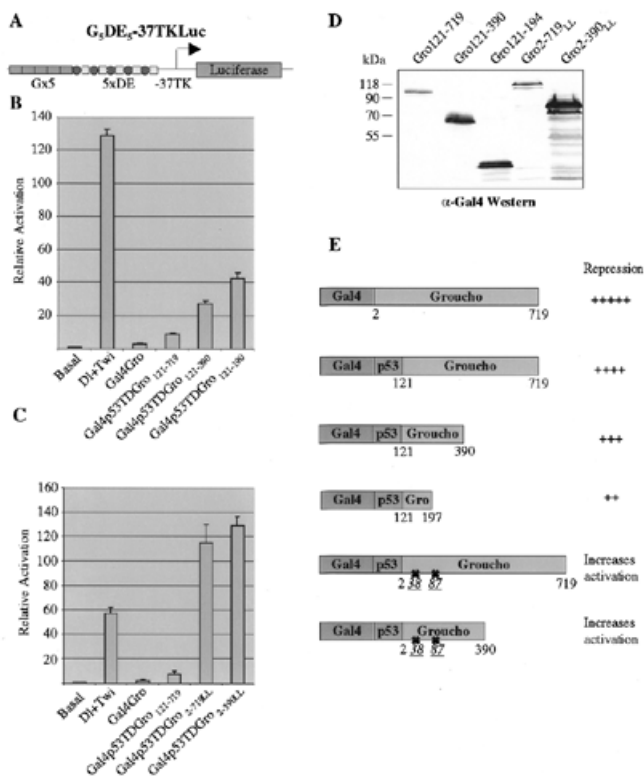 A
G5DE5-37TKLuc
Gx5 5xDE -37TK Luciferase
B
Relative Activation
140
120
100
80
60
40
20
Basal
Dl+Twi
Gal4Gro
Gal4p53TDGro 121-719
Gal4p53TDGro 121-390
Gal4p53TDGro
C
Relative Activation
160
140
120
100
80
60
40
20
Basal
Dl+Twi
Gal4Gro
Gal4p53TDGro 121-719
Gal4p53TDGro 2-719LL
Gal4p53TDGro 2-390LL
D
kDa
Gro121-719
Gro121-390
Gro121-194
Gro2-719LL
Gro2-390LL
118
90
70
55
α-Gal4 Western
E
Repression
Gal4 Groucho
+++++
2 719
Gal4 p53 Groucho
++++
121 719
Gal4 p53 Groucho
+++
121 390
Gal4 p53 Gro
++
121 197
Gal4 p53 Groucho
Increases
activation
2 38 87 719
Gal4 p53 Groucho
Increases
activation
2 38 87 390